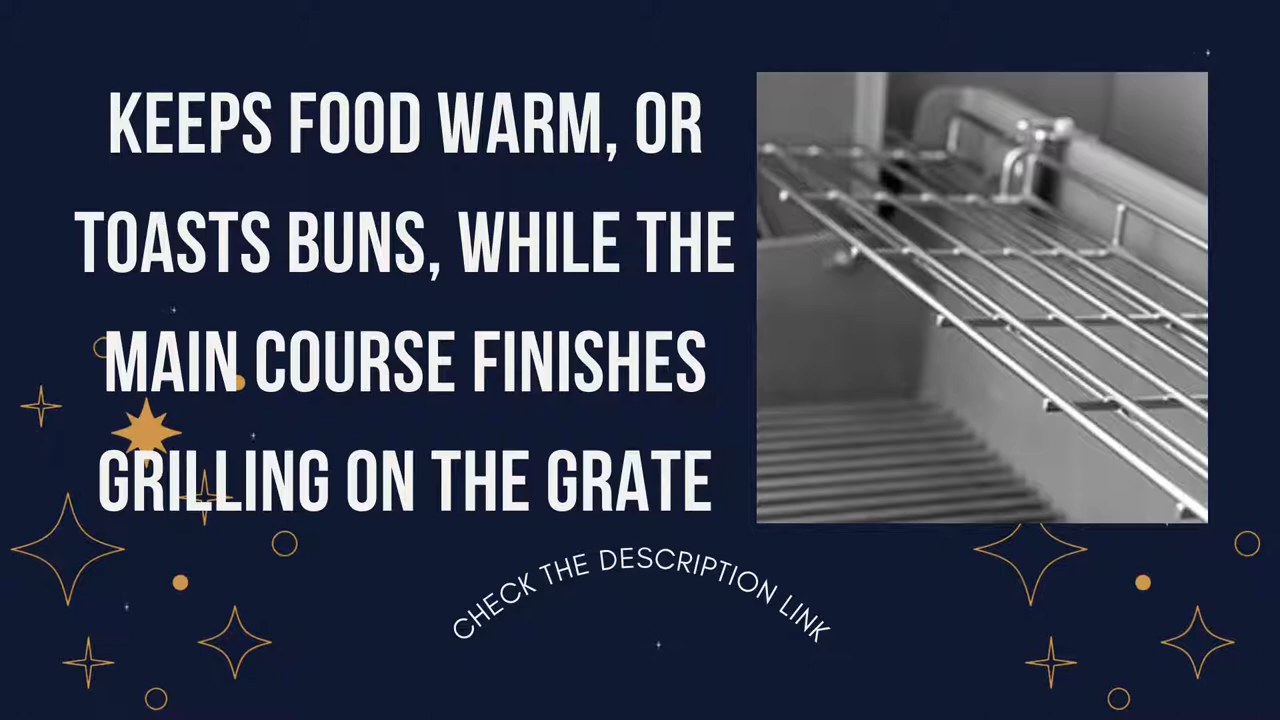 KEEPS FOOD WARM, OR
TOASTS BUNS, WHILE THE
MAIN COURSE FINISHES
GRILLING ON THE GRATE
CHECK THE DESCRIPTION LINK